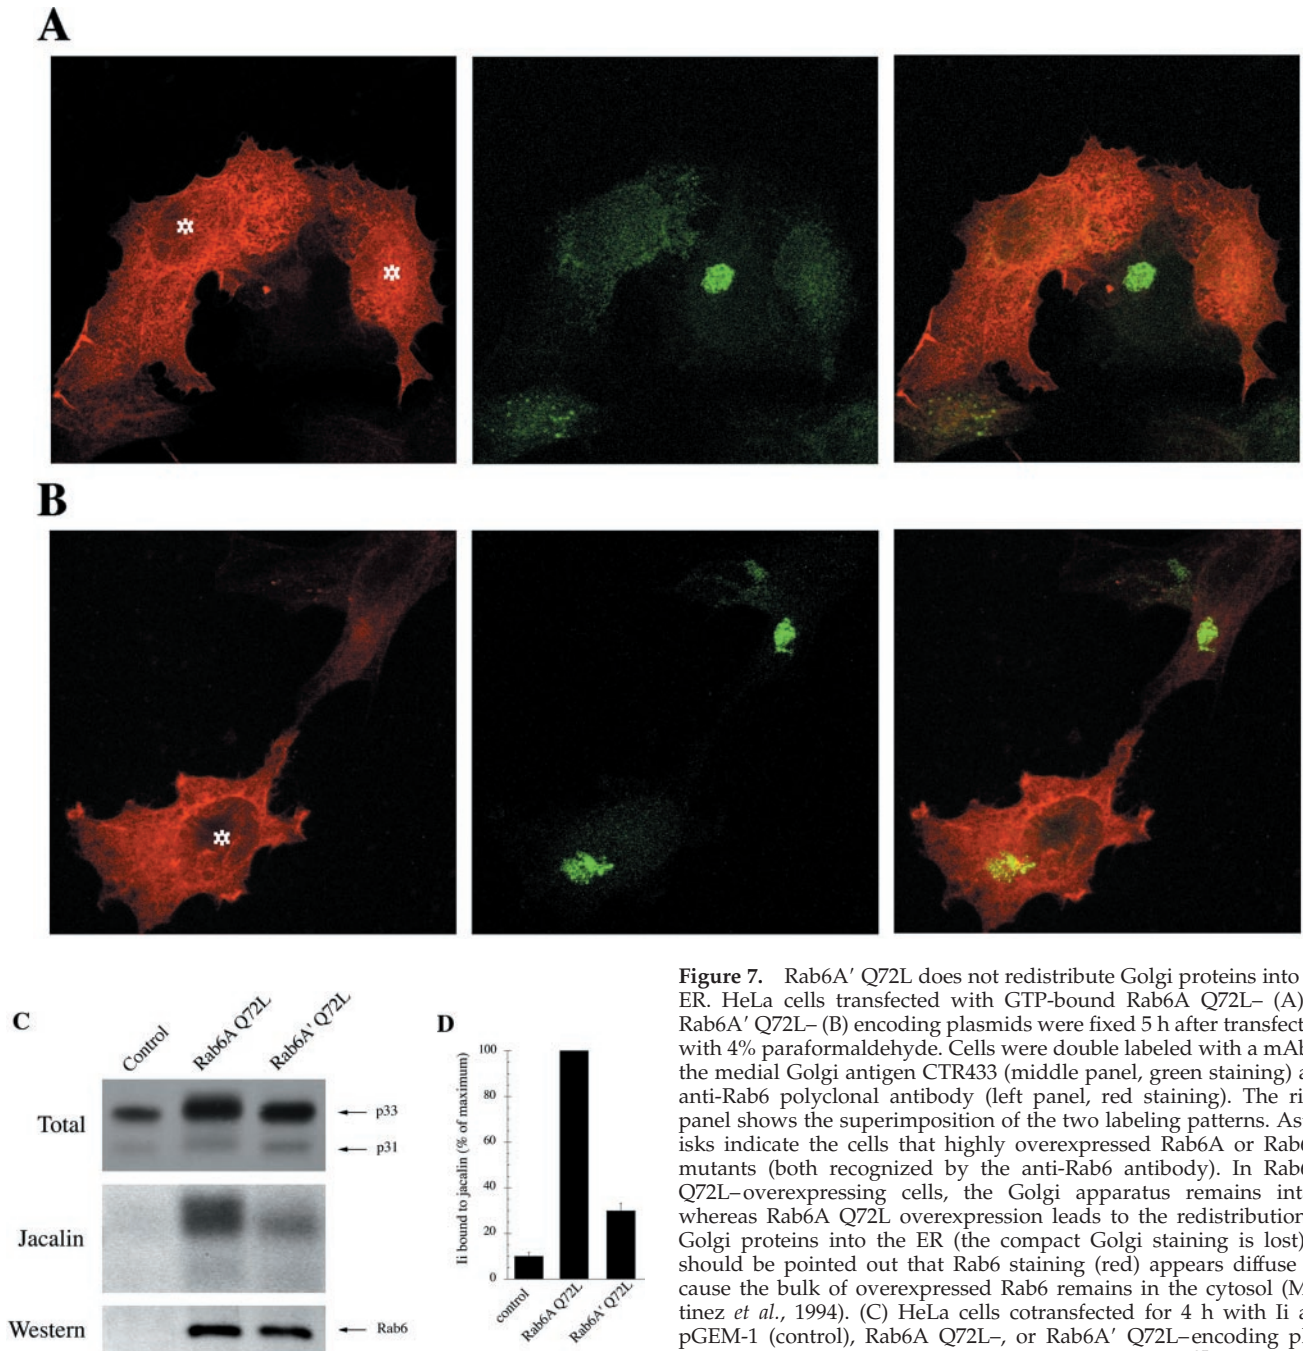 A
B
C
Control
Rab6A Q72L
Rab6A' Q72L
Total
p33
p31
Jacalin
Western
Rab6
D
Ii bound to jacalin (% of maximum)
100
80
60
40
20
0
control
Rab6A Q72L
Rab6A' Q72L
Figure 7. Rab6A′ Q72L does not redistribute Golgi proteins into
ER. HeLa cells transfected with GTP-bound Rab6A Q72L– (A)
Rab6A′ Q72L– (B) encoding plasmids were fixed 5 h after transfect
with 4% paraformaldehyde. Cells were double labeled with a mAb
the medial Golgi antigen CTR433 (middle panel, green staining) a
anti-Rab6 polyclonal antibody (left panel, red staining). The ri
panel shows the superimposition of the two labeling patterns. As
isks indicate the cells that highly overexpressed Rab6A or Rab6
mutants (both recognized by the anti-Rab6 antibody). In Rab6
Q72L–overexpressing cells, the Golgi apparatus remains int
whereas Rab6A Q72L overexpression leads to the redistribution
Golgi proteins into the ER (the compact Golgi staining is lost)
should be pointed out that Rab6 staining (red) appears diffuse
cause the bulk of overexpressed Rab6 remains in the cytosol (M
tinez et al., 1994). (C) HeLa cells cotransfected for 4 h with Ii a
pGEM-1 (control), Rab6A Q72L–, or Rab6A′ Q72L–encoding pl